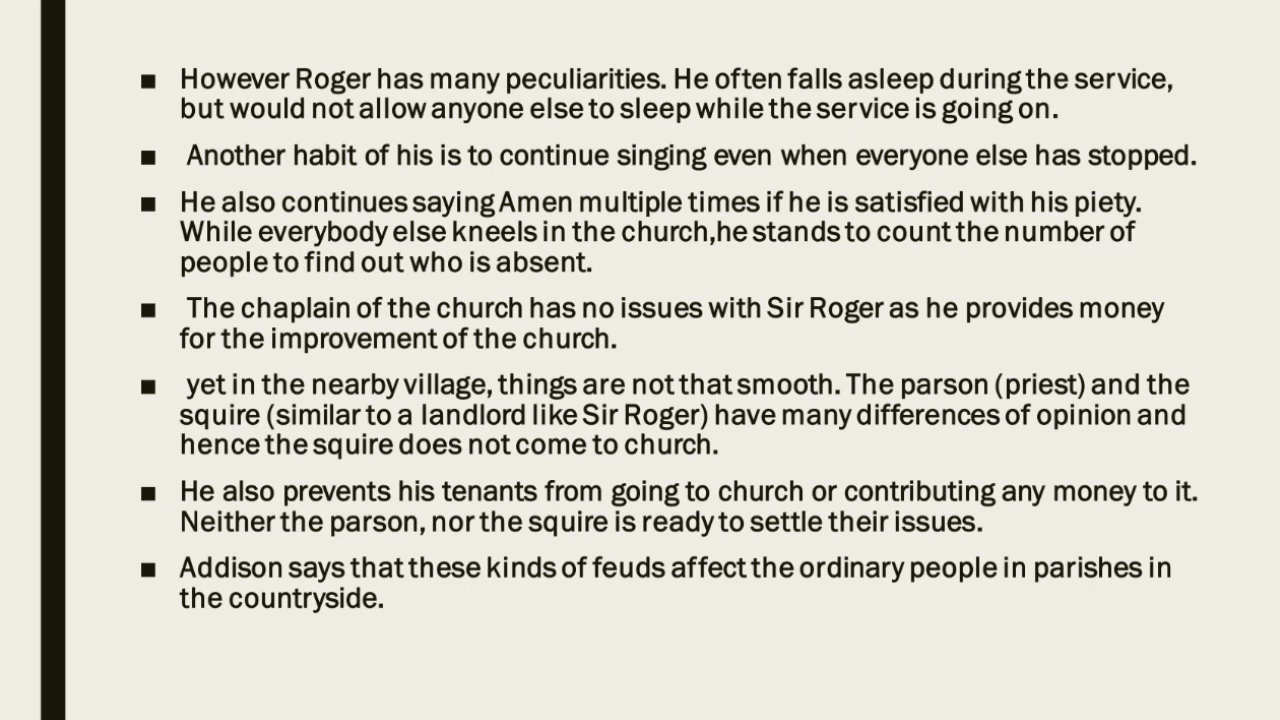 ■ However Roger has many peculiarities. He often falls asleep during the service,
but would not allow anyone else to sleep while the service is going on.
■ Another habit of his is to continue singing even when everyone else has stopped.
■ He also continues saying Amen multiple times if he is satisfied with his piety.
While everybody else kneels in the church,he stands to count the number of
people to find out who is absent.
■ The chaplain of the church has no issues with Sir Roger as he provides money
for the improvement of the church.
■ yet in the nearby village, things are not that smooth. The parson (priest) and the
squire (similar to a landlord like Sir Roger) have many differences of opinion and
hence the squire does not come to church.
■ He also prevents his tenants from going to church or contributing any money to it.
Neither the parson, nor the squire is ready to settle their issues.
■ Addison says that these kinds of feuds affect the ordinary people in parishes in
the countryside.